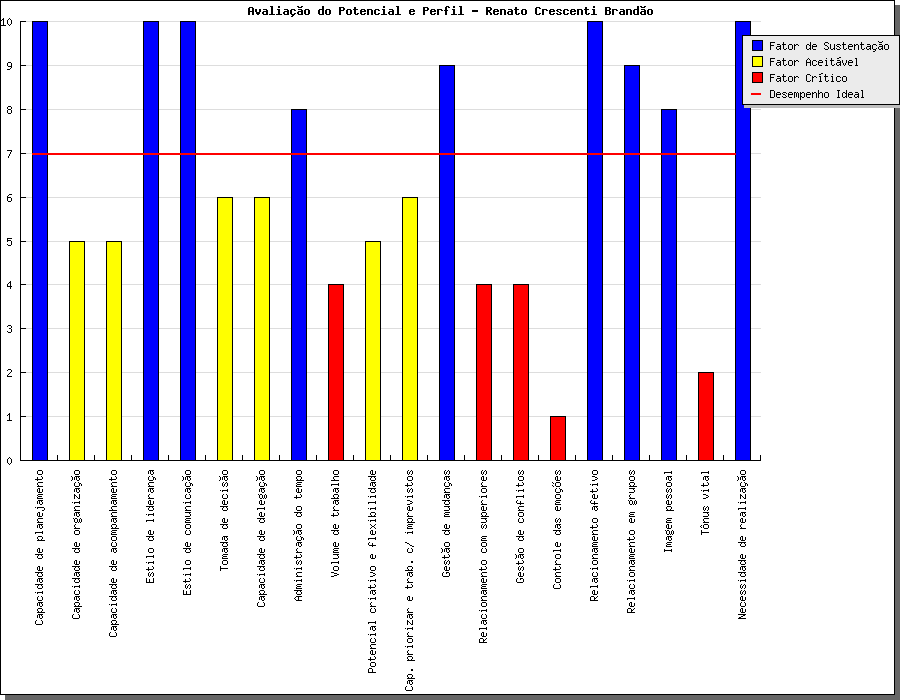 Avaliação do Potencial e Perfil - Renato Crescenti Brandão
Fator de Sustentação
Fator Aceitável
Fator Crítico
Desempenho Ideal
10
9
8
7
6
5
4
3
2
1
0
Capacidade de planejamento
Capacidade de organização
Capacidade de acompanhamento
Estilo de liderança
Estilo de comunicação
Tomada de decisão
Capacidade de delegação
Administração do tempo
Volume de trabalho
Potencial criativo e flexibilidade
Cap. priorizar e trab. c/ imprevistos
Gestão de mudanças
Relacionamento com superiores
Gestão de conflitos
Controle das emoções
Relacionamento afetivo
Relacionamento em grupos
Imagem pessoal
Tônus vital
Necessidade de realização